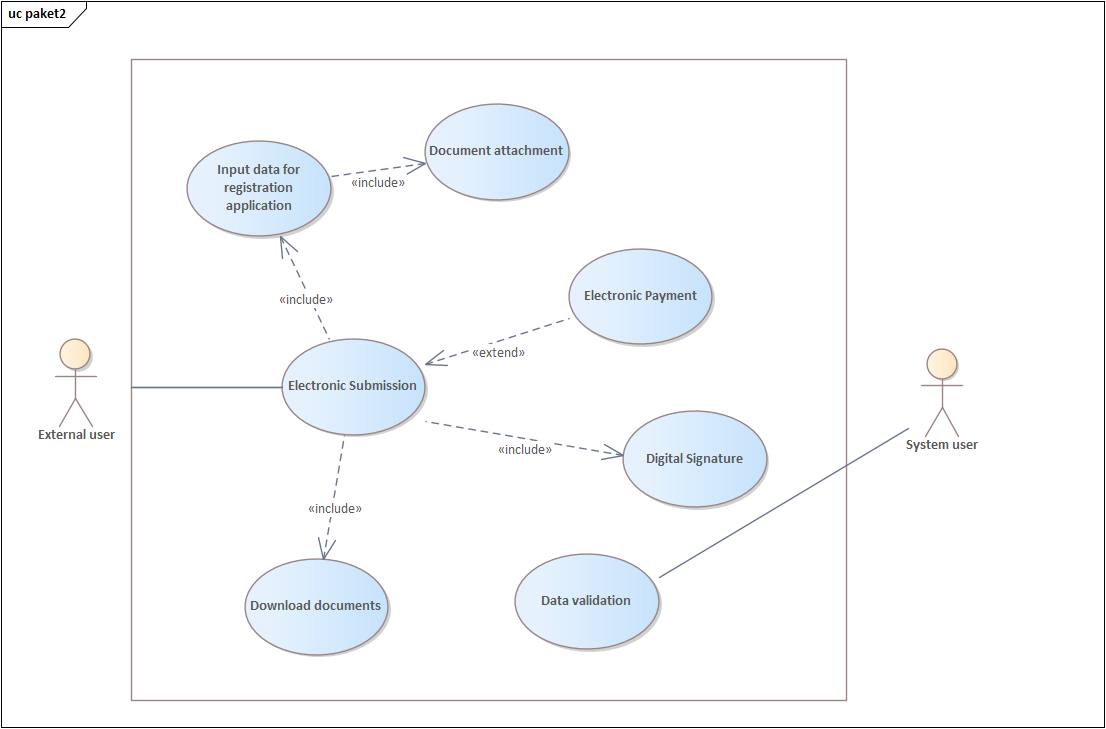 uc paket2
Document attachment
Input data for
registration
application
«include»
«include»
Electronic Payment
«extend»
Electronic Submission
External user
System user
«include»
Digital Signature
«include»
Download documents
Data validation